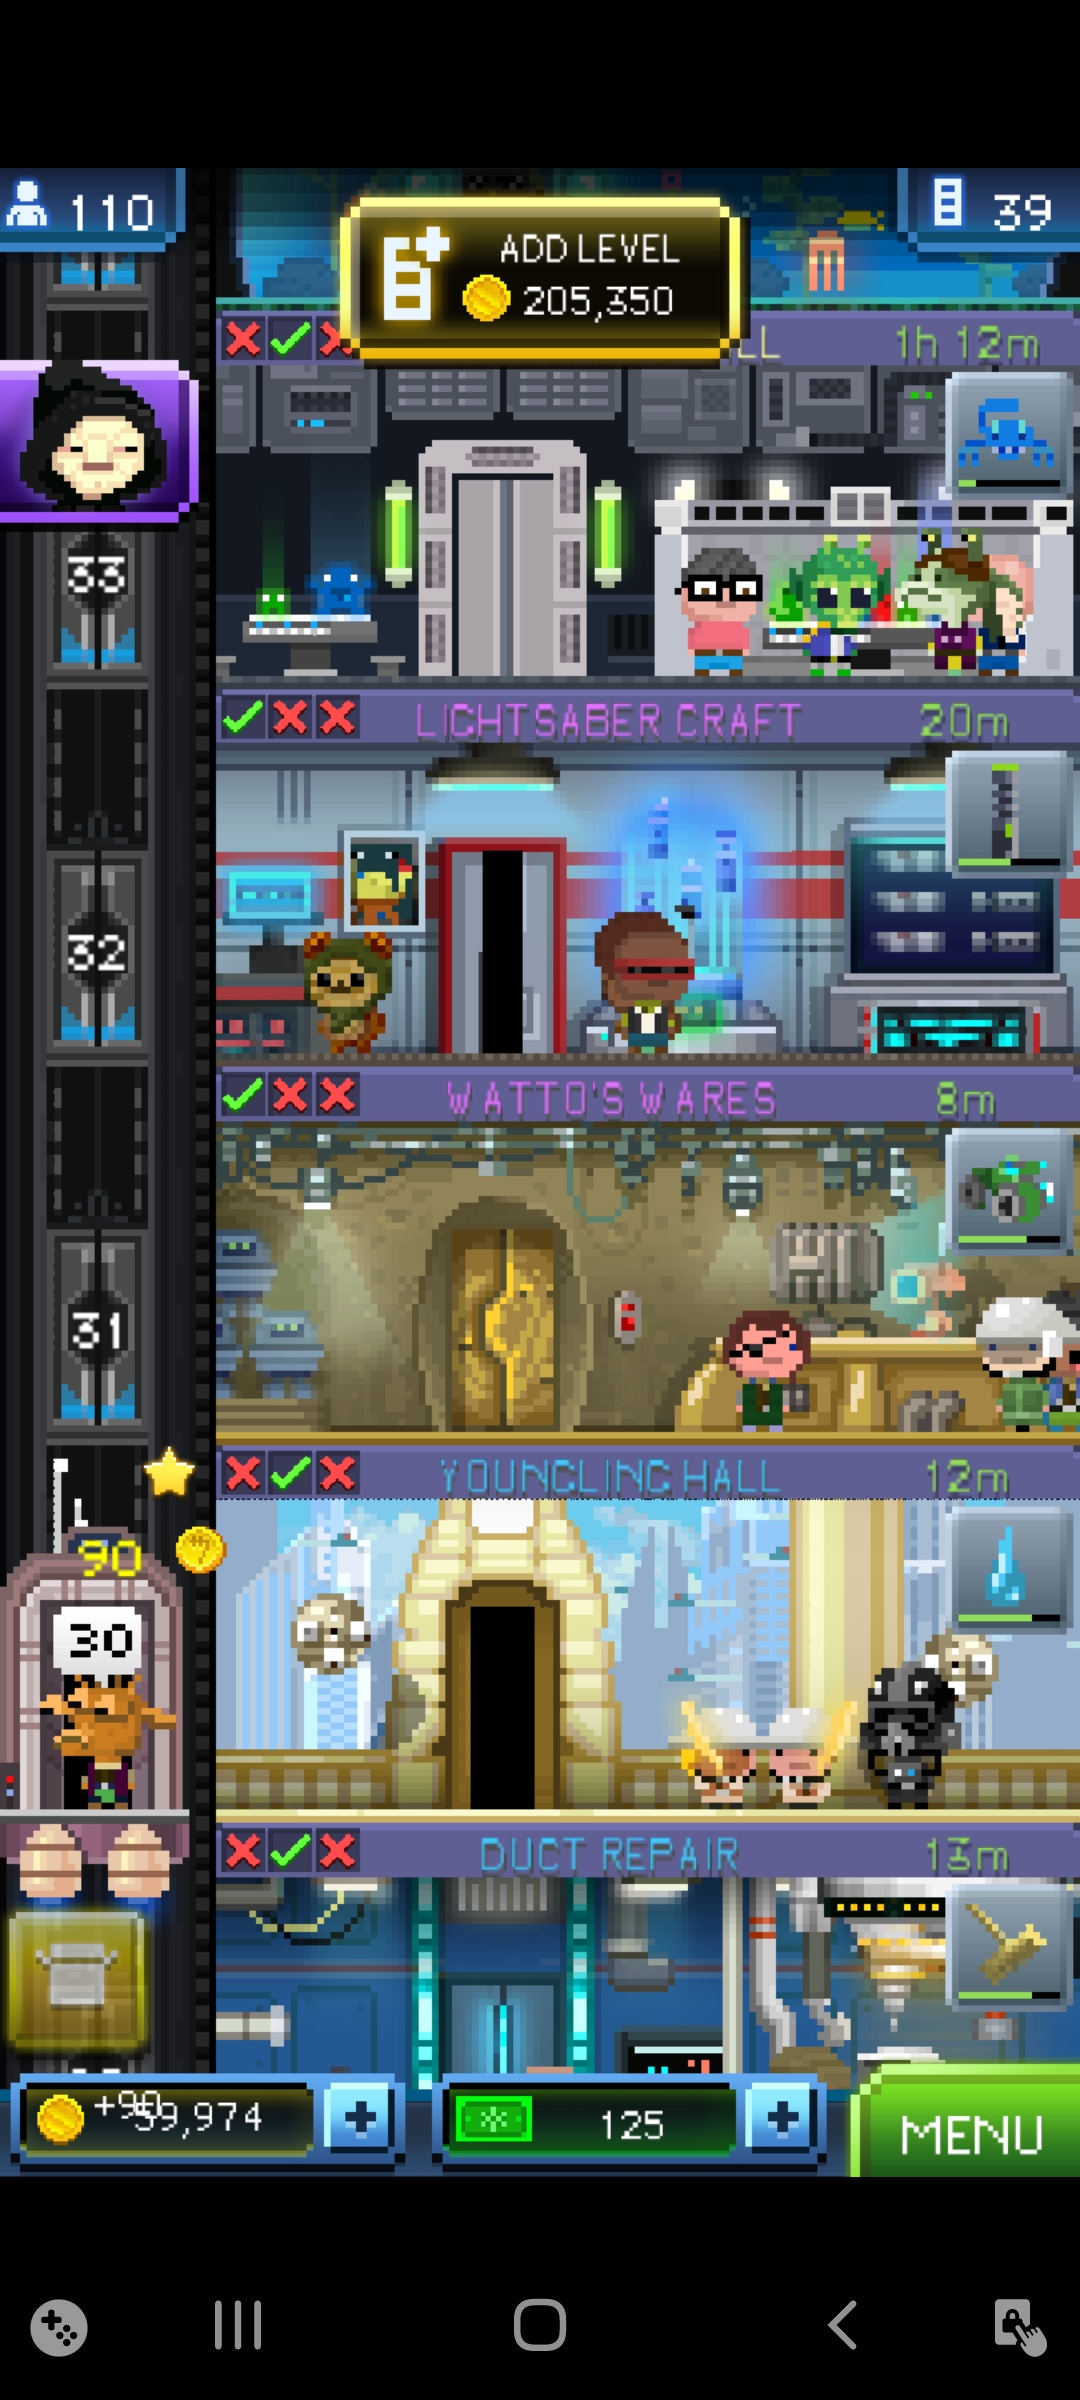 110
ADD LEVEL
205,350
39
LL
1h 12m
33
LIGHTSABER CRAFT
20m
32
WATTO'S WARES
8m
31
YOUNGLING HALL
12m
90
30
DUCT REPAIR
13m
+90
59,974
125
MENU